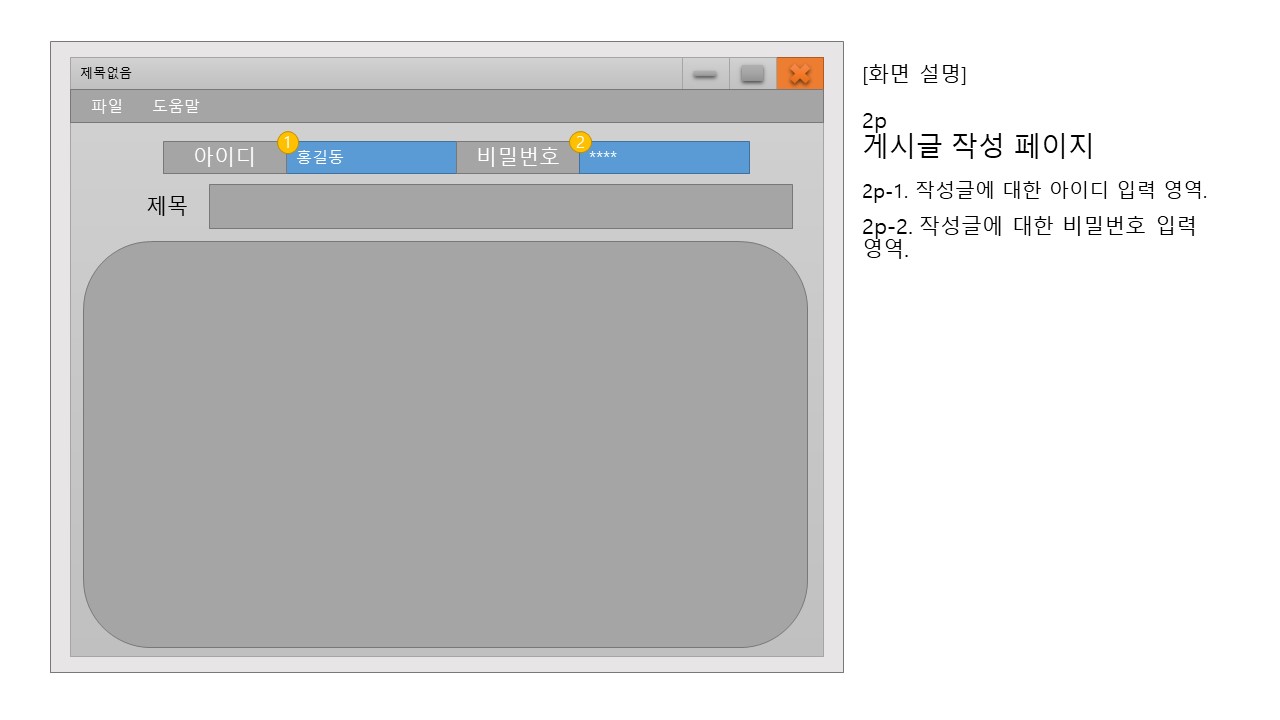 제목없음
파일 도움말
아이디 1 홍길동 비밀번호 2 ****
제목
[화면 설명]
2p
게시글 작성 페이지
2p-1. 작성글에 대한 아이디 입력 영역.
2p-2. 작성글에 대한 비밀번호 입력
영역.